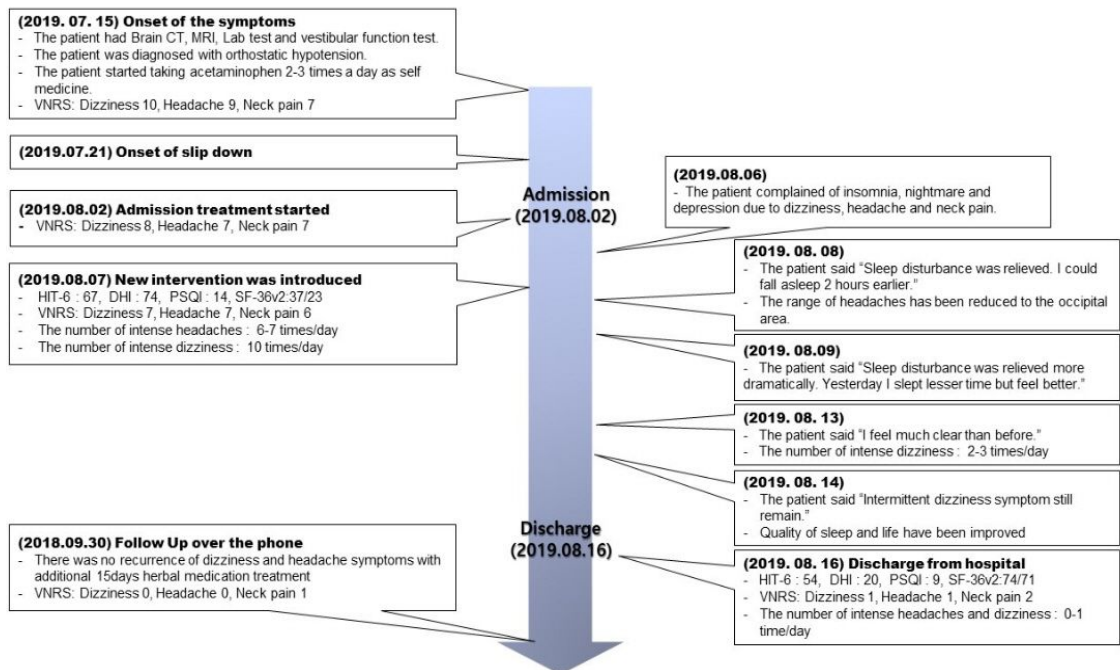 (2019. 07. 15) Onset of the symptoms
- The patient had Brain CT, MRI, Lab test and vestibular function test.
- The patient was diagnosed with orthostatic hypotension.
- The patient started taking acetaminophen 2-3 times a day as self
medicine.
- VNRS: Dizziness 10, Headache 9, Neck pain 7
(2019.07.21) Onset of slip down
Admission
(2019.08.02)
(2019.08.02) Admission treatment started
- VNRS: Dizziness 8, Headache 7, Neck pain 7
(2019.08.06)
- The patient complained of insomnia, nightmare and
depression due to dizziness, headache and neck pain.
(2019.08.07) New intervention was introduced
- HIT-6 : 67, DHI : 74, PSQI : 14, SF-36v2:37/23
- VNRS: Dizziness 7, Headache 7, Neck pain 6
- The number of intense headaches : 6-7 times/day
- The number of intense dizziness : 10 times/day
(2019. 08. 08)
- The patient said “Sleep disturbance was relieved. I could
fall asleep 2 hours earlier.”
- The range of headaches has been reduced to the occipital
area.
(2019. 08.09)
- The patient said “Sleep disturbance was relieved more
dramatically. Yesterday I slept lesser time but feel better.”
(2019. 08. 13)
- The patient said “I feel much clear than before.”
- The number of intense dizziness : 2-3 times/day
(2019. 08. 14)
- The patient said “Intermittent dizziness symptom still
remain.”
- Quality of sleep and life have been improved
Discharge
(2019.08.16)
(2019. 08. 16) Discharge from hospital
- HIT-6 : 54, DHI : 20, PSQI : 9, SF-36v2:74/71
- VNRS: Dizziness 1, Headache 1, Neck pain 2
- The number of intense headaches and dizziness : 0-1
time/day
(2018.09.30) Follow Up over the phone
- There was no recurrence of dizziness and headache symptoms with
additional 15days herbal medication treatment
- VNRS: Dizziness 0, Headache 0, Neck pain 1